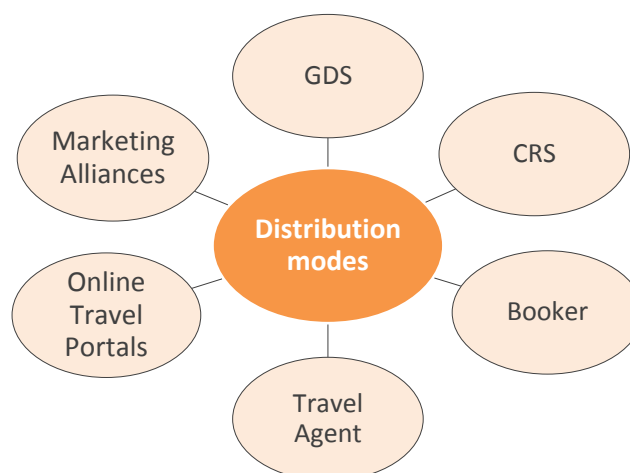 GDS
Marketing
Alliances
CRS
Distribution
modes
Online
Travel
Portals
Booker
Travel
Agent